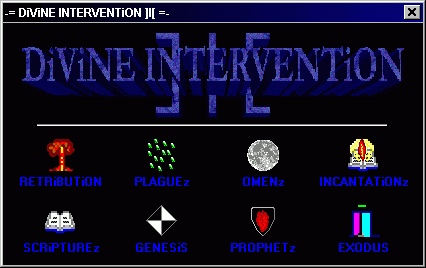 -= DiViNE INTERVENTiON ]I[ =-
DiViNE INTERVENTiON
]I[
RETRiBUTiON PLAGUEz OMENz INCANTATiONz
SCRiPTUREz GENESiS PROPHETz EXODUS